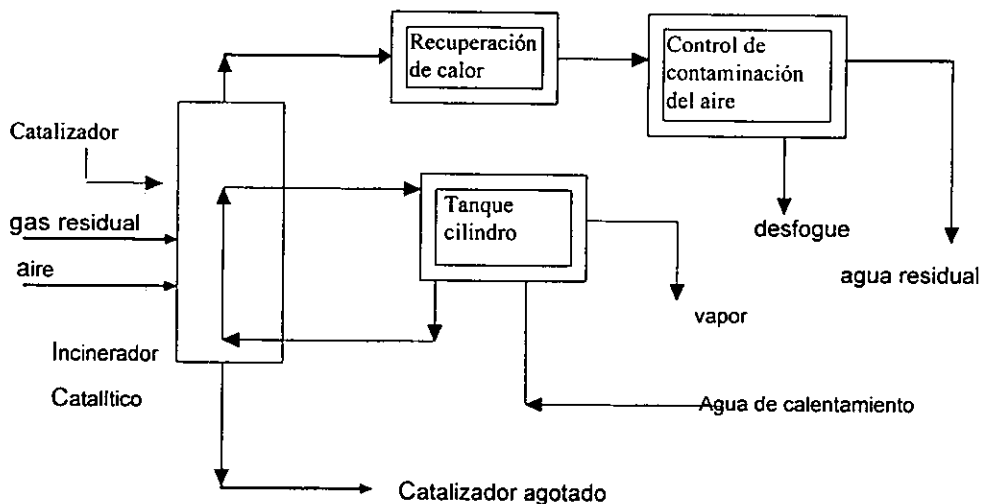 Recuperación
de calor
Control de
contaminación
del aire
Catalizador
gas residual
aire
Tanque
cilindro
desfogue
agua residual
vapor
Incinerador
Catalítico
Agua de calentamiento
Catalizador agotado